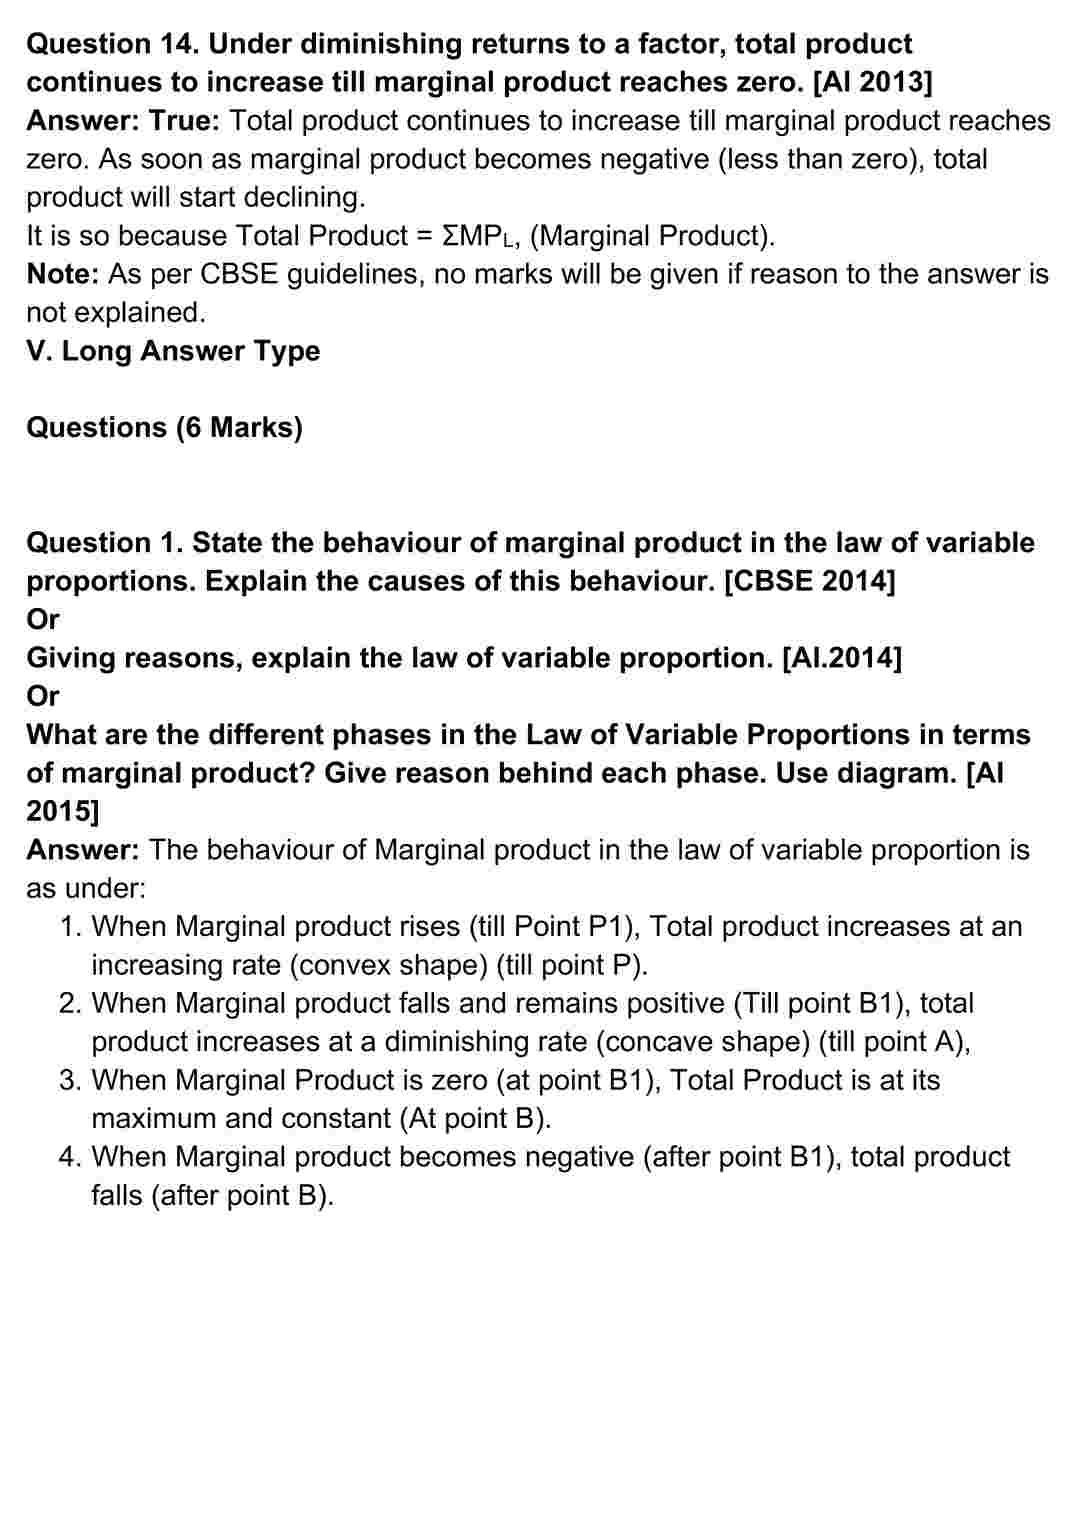 Question 14. Under diminishing returns to a factor, total product
continues to increase till marginal product reaches zero. [AI 2013]
Answer: True: Total product continues to increase till marginal product reaches
zero. As soon as marginal product becomes negative (less than zero), total
product will start declining.
It is so because Total Product = ΣMPL, (Marginal Product).
Note: As per CBSE guidelines, no marks will be given if reason to the answer is
not explained.
V. Long Answer Type
Questions (6 Marks)
Question 1. State the behaviour of marginal product in the law of variable
proportions. Explain the causes of this behaviour. [CBSE 2014]
Or
Giving reasons, explain the law of variable proportion. [AI.2014]
Or
What are the different phases in the Law of Variable Proportions in terms
of marginal product? Give reason behind each phase. Use diagram. [AI
2015]
Answer: The behaviour of Marginal product in the law of variable proportion is
as under:
1. When Marginal product rises (till Point P1), Total product increases at an
increasing rate (convex shape) (till point P).
2. When Marginal product falls and remains positive (Till point B1), total
product increases at a diminishing rate (concave shape) (till point A),
3. When Marginal Product is zero (at point B1), Total Product is at its
maximum and constant (At point B).
4. When Marginal product becomes negative (after point B1), total product
falls (after point B).